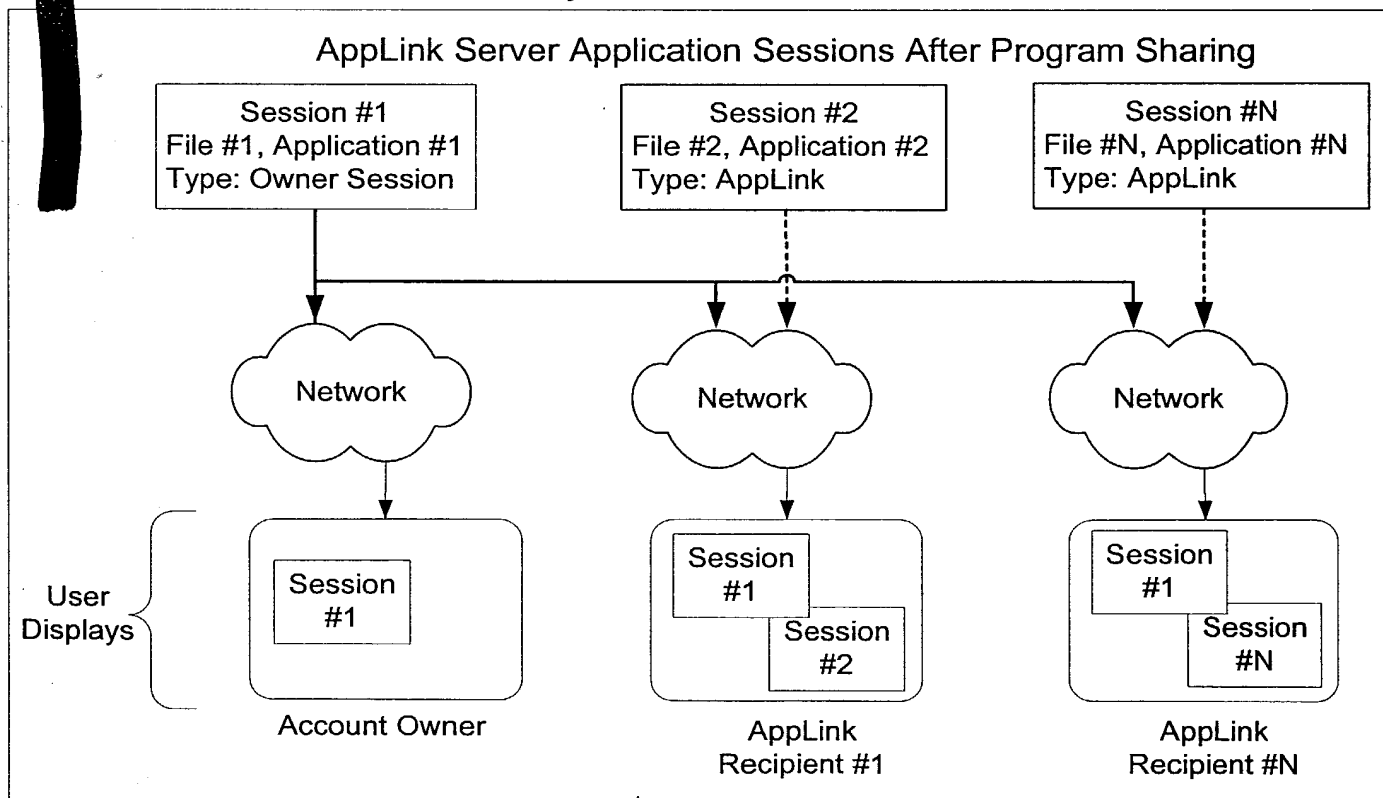 AppLink Server Application Sessions After Program Sharing
Session #1
File #1, Application #1
Type: Owner Session
Session #2
File #2, Application #2
Type: AppLink
Session #N
File #N, Application #N
Type: AppLink
Network
Network
Network
User
Displays
Session
#1
Session
#1
Session
#2
Session
#1
Session
#N
Account Owner
AppLink
Recipient #1
AppLink
Recipient #N